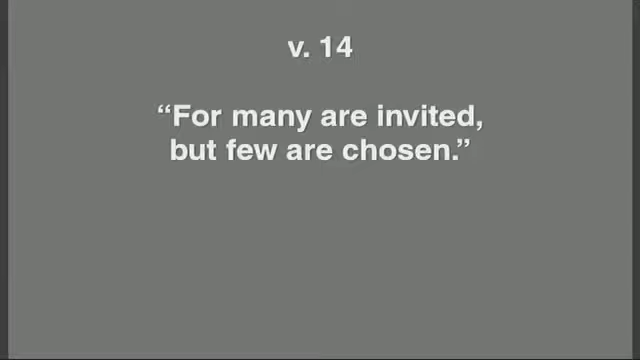 v. 14
“For many are invited,
but few are chosen.”